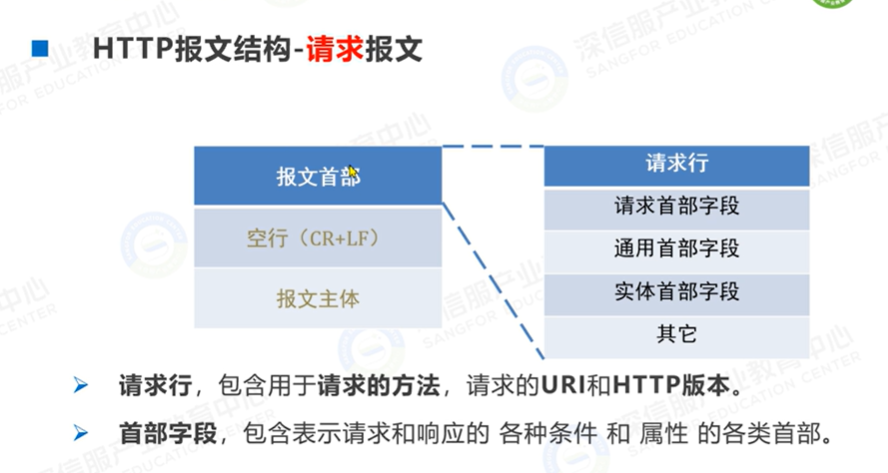 HTTP报文结构-请求报文
报文首部
空行（CR+LF）
报文主体
请求行
请求首部字段
通用首部字段
实体首部字段
其它
请求行，包含用于请求的方法，请求的URI和HTTP版本。
首部字段，包含表示请求和响应的 各种条件 和 属性 的各类首部。
深信服产业教育中心
SANGFOR EDUCATION CENTER